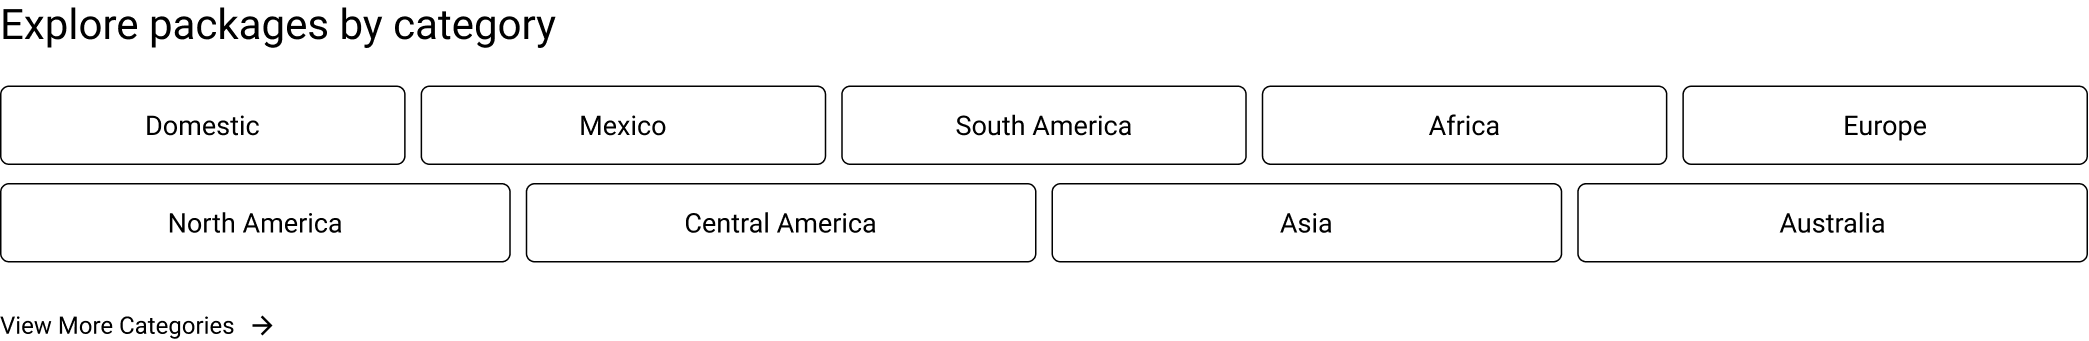 Explore packages by category
Domestic
Mexico
South America
Africa
Europe
North America
Central America
Asia
Australia
View More Categories →